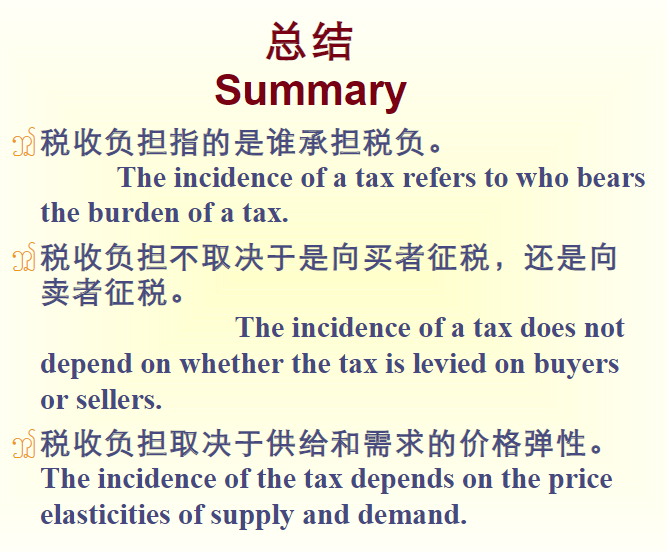 总结
Summary
税收负担指的是谁承担税负。
The incidence of a tax refers to who bears
the burden of a tax.
税收负担不取决于是向买者征税，还是向
卖者征税。
The incidence of a tax does not
depend on whether the tax is levied on buyers
or sellers.
税收负担取决于供给和需求的价格弹性。
The incidence of the tax depends on the price
elasticities of supply and demand.